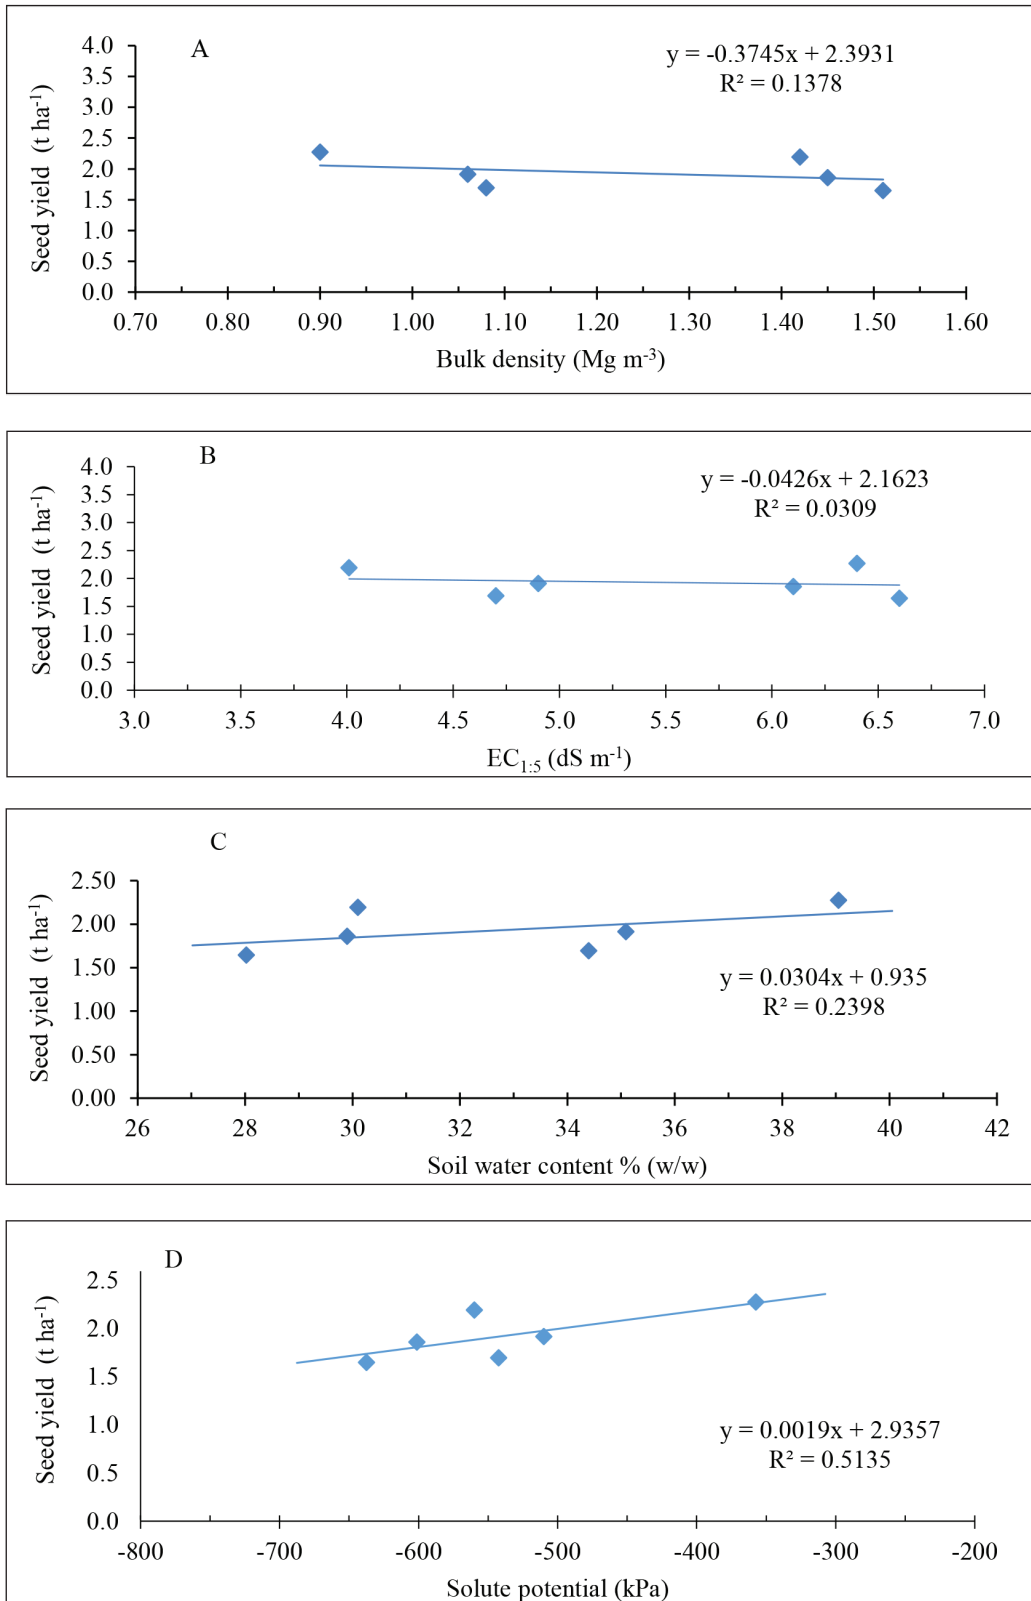 A
y = -0.3745x + 2.3931
R² = 0.1378
4.0
3.5
3.0
2.5
2.0
1.5
1.0
0.5
0.0
Seed yield (t ha⁻¹)
0.70 0.80 0.90 1.00 1.10 1.20 1.30 1.40 1.50 1.60
Bulk density (Mg m⁻³)
B
y = -0.0426x + 2.1623
R² = 0.0309
4.0
3.5
3.0
2.5
2.0
1.5
1.0
0.5
0.0
Seed yield (t ha⁻¹)
3.0 3.5 4.0 4.5 5.0 5.5 6.0 6.5 7.0
EC₁:₅ (dS m⁻¹)
C
2.50
2.00
1.50
1.00
0.50
0.00
Seed yield (t ha⁻¹)
y = 0.0304x + 0.935
R² = 0.2398
26 28 30 32 34 36 38 40 42
Soil water content % (w/w)
D
2.5
2.0
1.5
1.0
0.5
0.0
Seed yield (t ha⁻¹)
y = 0.0019x + 2.9357
R² = 0.5135
-800 -700 -600 -500 -400 -300 -200
Solute potential (kPa)